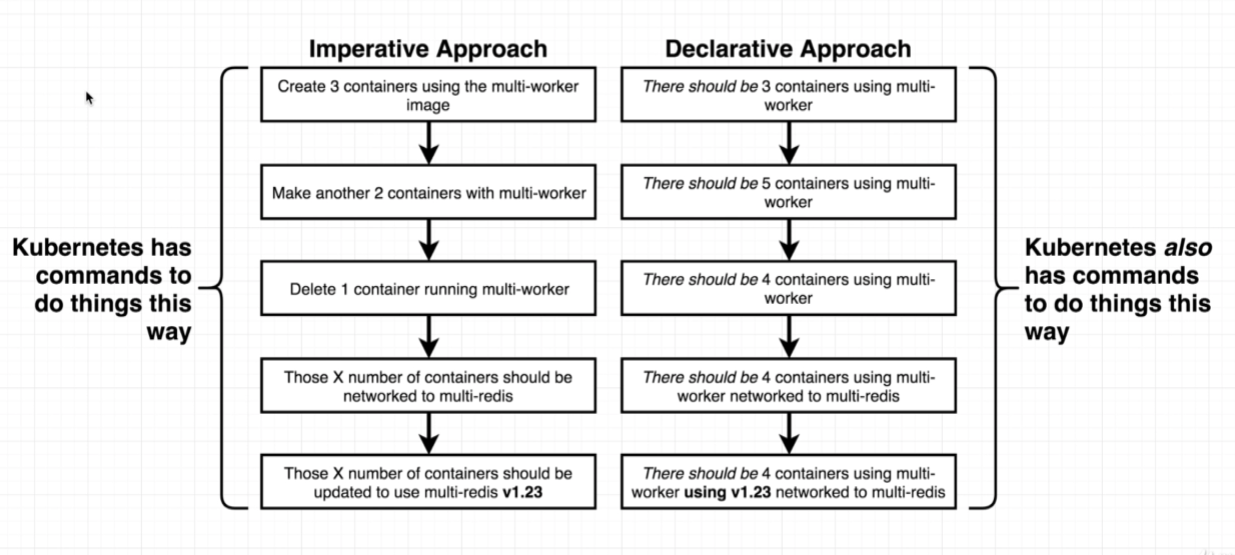 Imperative Approach
Create 3 containers using the multi-worker
image
Make another 2 containers with multi-worker
Delete 1 container running multi-worker
Those X number of containers should be
networked to multi-redis
Those X number of containers should be
updated to use multi-redis v1.23
Declarative Approach
There should be 3 containers using multi-
worker
There should be 5 containers using multi-
worker
There should be 4 containers using multi-
worker
There should be 4 containers using multi-
worker networked to multi-redis
There should be 4 containers using multi-
worker using v1.23 networked to multi-redis
Kubernetes has
commands to
do things this
way
Kubernetes also
has commands
to do things this
way